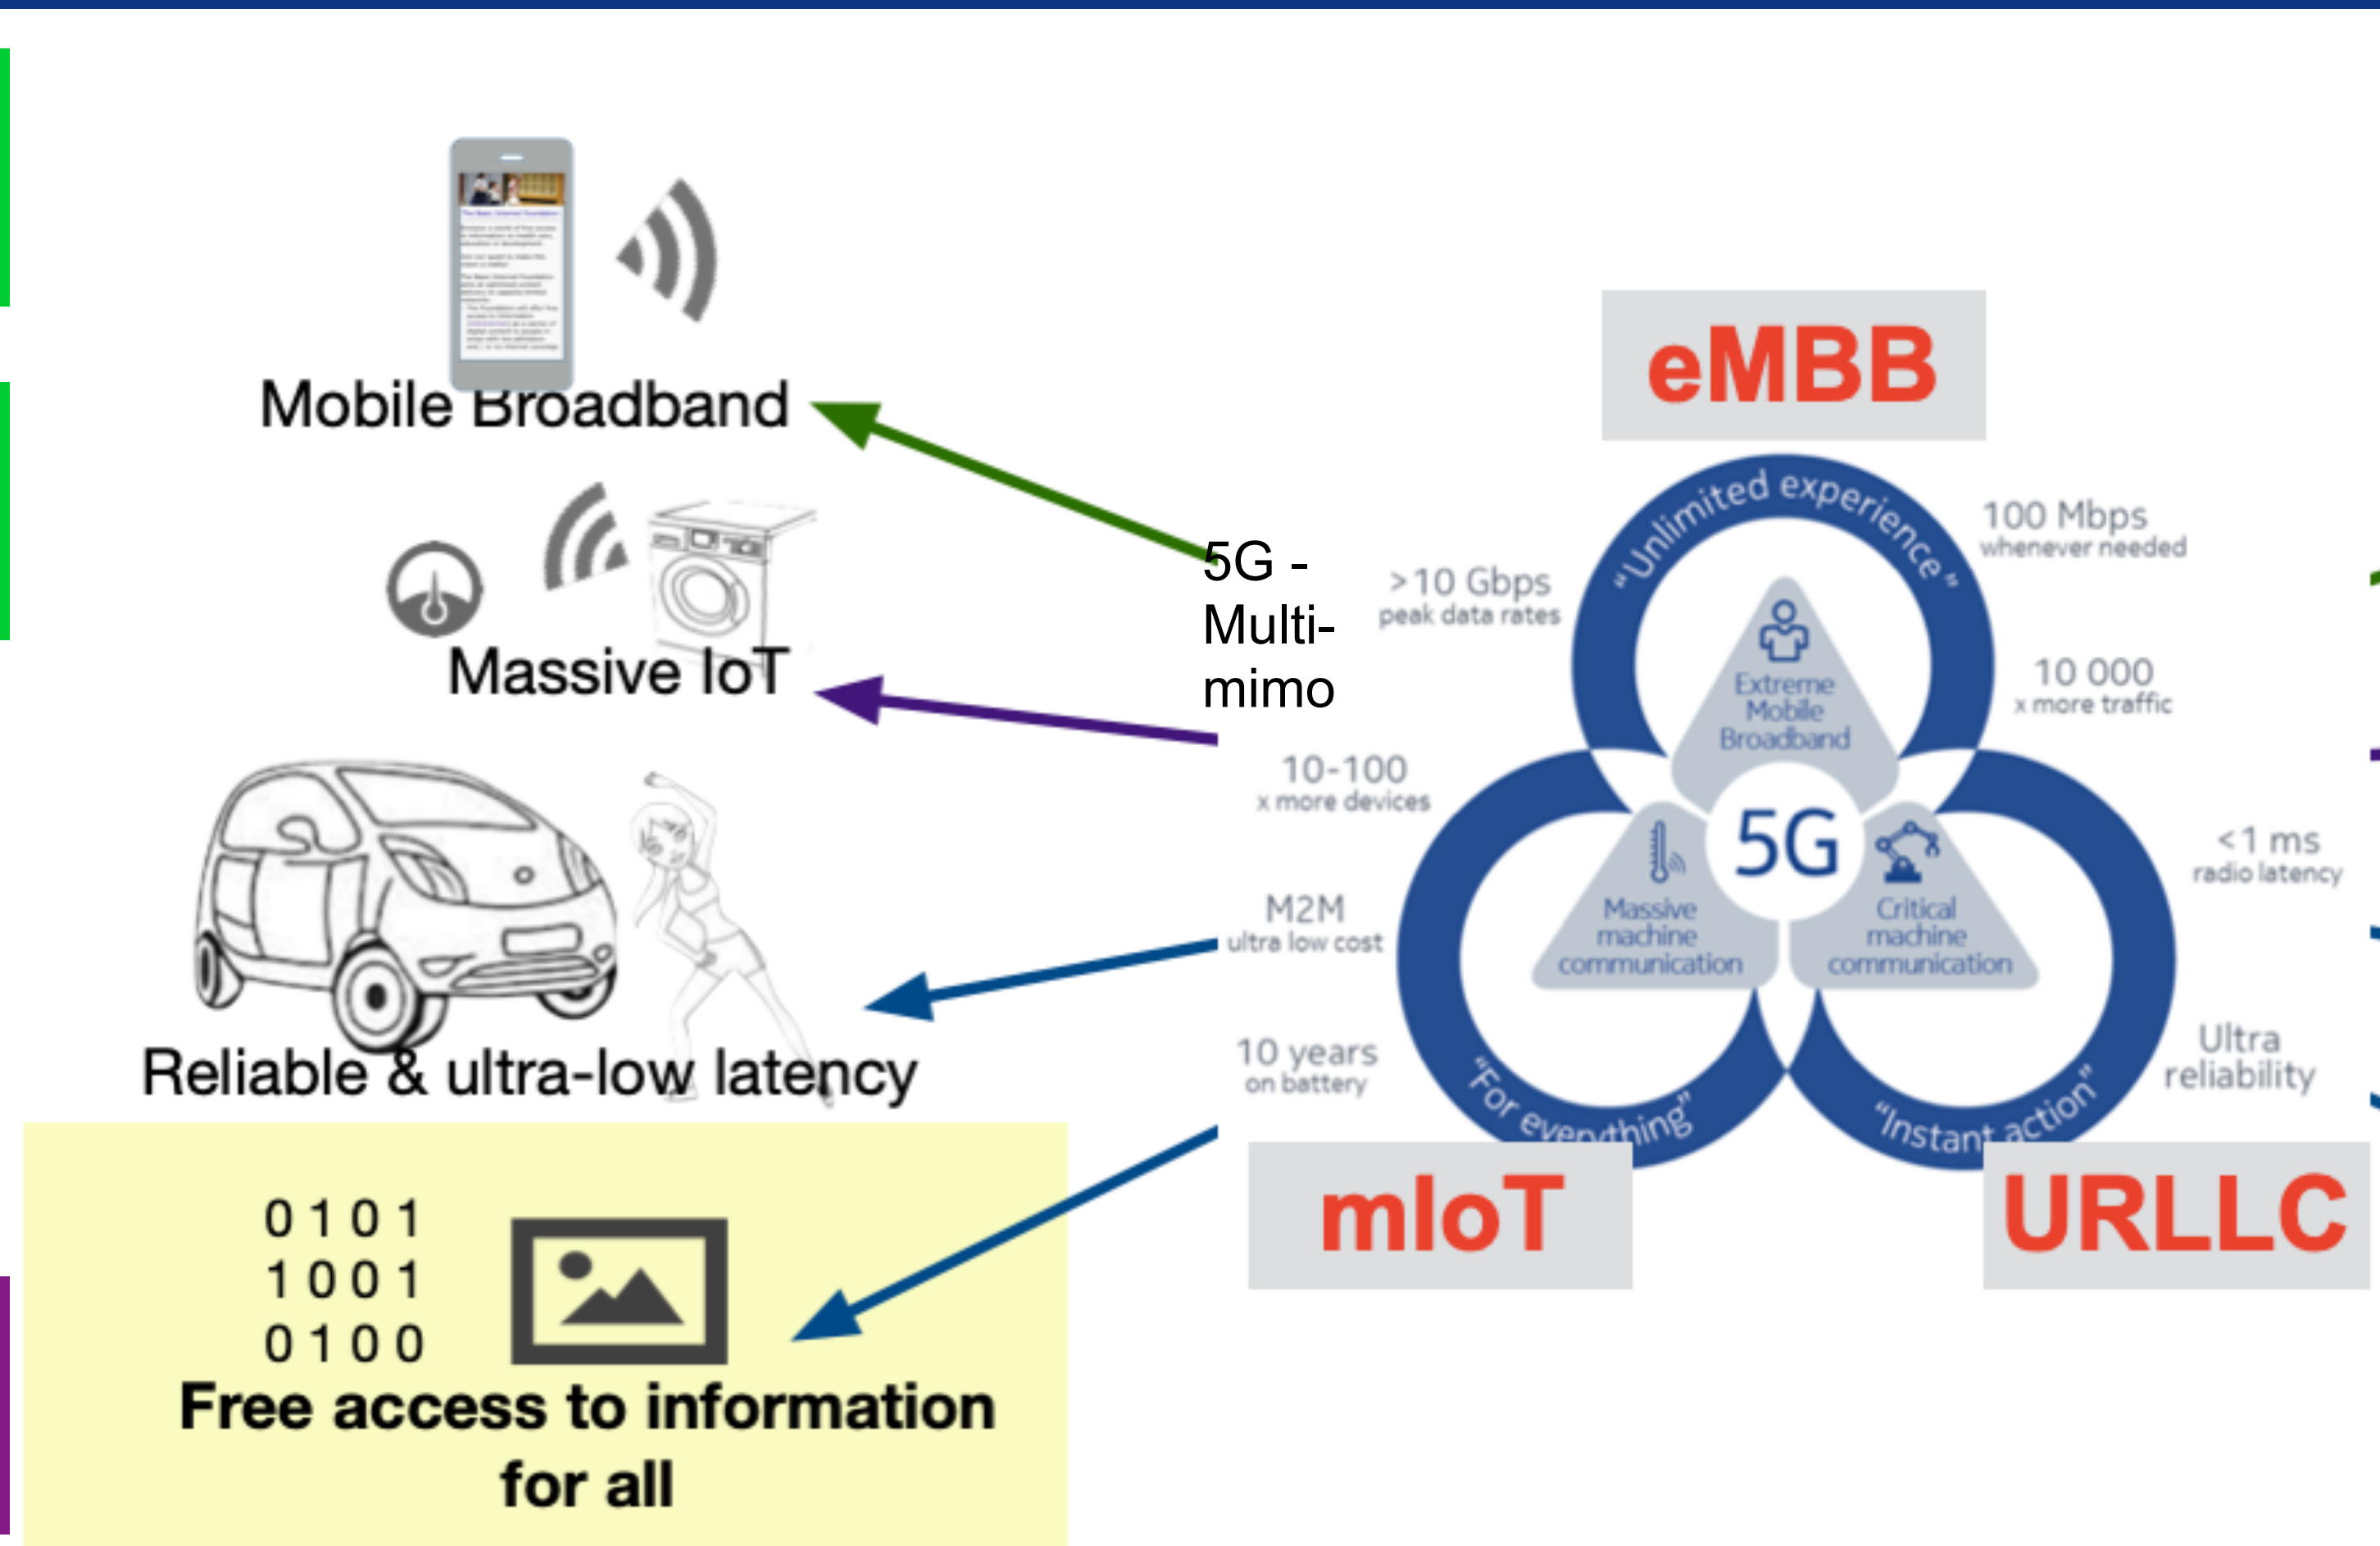 The Basic Internet Foundation
Mobile Broadband
Massive IoT
Reliable & ultra-low latency
0 1 0 1
1 0 0 1
0 1 0 0
Free access to information
for all
5G -
Multi-
mimo
eMBB
“Unlimited experience”
100 Mbps
whenever needed
>10 Gbps
peak data rates
10 000
x more traffic
Extreme
Mobile
Broadband
10-100
x more devices
5G
<1 ms
radio latency
M2M
ultra low cost
Massive
machine
communication
Critical
machine
communication
10 years
on battery
Ultra
reliability
“For everything”
“Instant action”
mIoT
URLLC